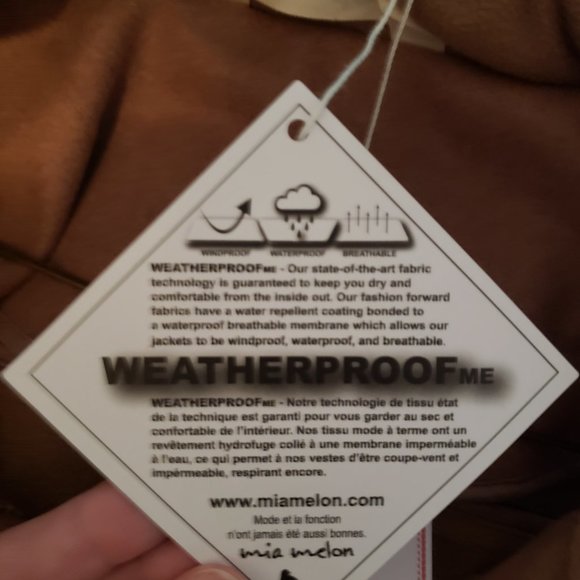 WINDPROOF WATERPROOF BREATHABLE
WEATHERPROOFME - Our state-of-the-art fabric
technology is guaranteed to keep you dry and
comfortable from the inside out. Our fashion forward
fabrics have a water repellent coating bonded to
a waterproof breathable membrane which allows our
jackets to be windproof, waterproof, and breathable.
WEATHERPROOFME
WEATHERPROOFME - Notre technologie de tissu état
de la technique est garanti pour vous garder au sec et
confortable de l'intérieur. Nos tissu mode à terme ont un
revêtement hydrofuge collé à une membrane imperméable
à l'eau, ce qui permet à nos vestes d'être coupe-vent et
impérmeable, respirant encore.
www.miamelon.com
Mode et la fonction
n'ont jamais été aussi bonnes.
mia melon